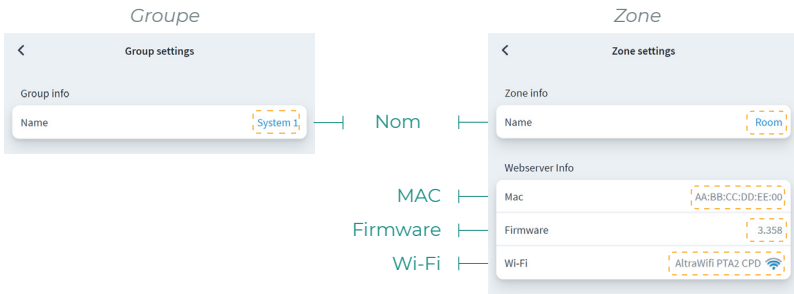 Groupe
Zone
Group settings
Group info
Name System 1
Nom
Zone settings
Zone info
Name Room
Webserver Info
MAC
Mac AA:BB:CC:DD:EE:00
Firmware
Firmware 3.358
Wi-Fi
Wi-Fi AltraWifi PTA2 CPD